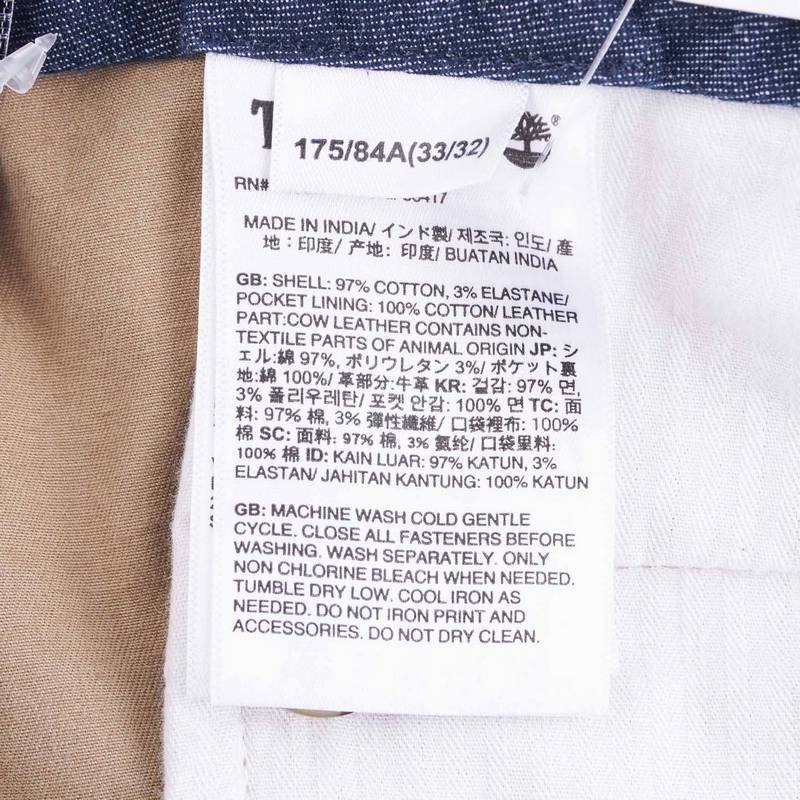 T
®
175/84A(33/32)
RN#
MADE IN INDIA/ インド製/ 제조국: 인도/ 產
地：印度/ 产地：印度/ BUATAN INDIA
GB: SHELL: 97% COTTON, 3% ELASTANE/
POCKET LINING: 100% COTTON/ LEATHER
PART:COW LEATHER CONTAINS NON-
TEXTILE PARTS OF ANIMAL ORIGIN JP: シ
ェル:綿 97%, ポリウレタン 3%/ ポケット裏
地:綿 100%/ 革部分:牛革 KR: 겉감: 97% 면,
3% 폴리우레탄/ 포켓 안감: 100% 면 TC: 面
料: 97% 棉, 3% 彈性纖維/ 口袋裡布: 100%
棉 SC: 面料: 97% 棉, 3% 氨纶/ 口袋里料:
100% 棉 ID: KAIN LUAR: 97% KATUN, 3%
ELASTAN/ JAHITAN KANTUNG: 100% KATUN
GB: MACHINE WASH COLD GENTLE
CYCLE. CLOSE ALL FASTENERS BEFORE
WASHING. WASH SEPARATELY. ONLY
NON CHLORINE BLEACH WHEN NEEDED.
TUMBLE DRY LOW. COOL IRON AS
NEEDED. DO NOT IRON PRINT AND
ACCESSORIES. DO NOT DRY CLEAN.